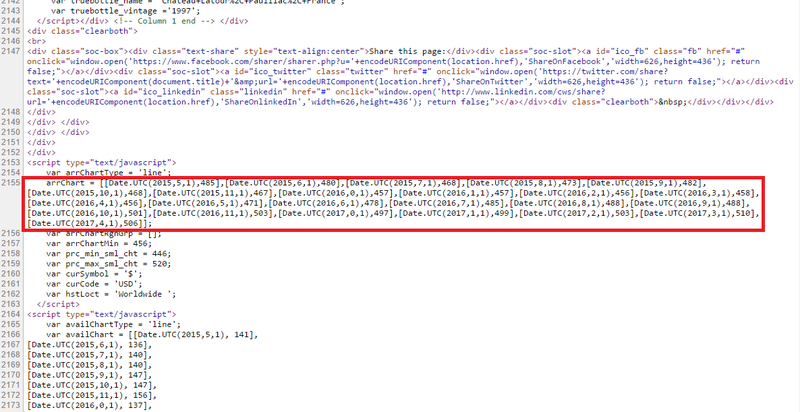 2142 var truebottle_name = 'Chateau+Latour%2C+Pauillac%2C+France';
2143 var truebottle_vintage ='1997';
2144 </script></div> <!-- Column 1 end -->
2145 <div class="clearboth">
2146 <br>
2147 <div class="soc-box"><div class="text-share" style="text-align:center">Share this page:</div><div class="soc-slot"><a id="ico_fb" class="fb" href="#"
onclick="window.open('https://www.facebook.com/sharer/sharer.php?u='+encodeURIComponent(location.href),'ShareOnFacebook','width=626,height=436'); return
false;"></a></div><div class="soc-slot"><a id="ico_twitter" class="twitter" href="#" onclick="window.open('https://twitter.com/share?
text='+encodeURIComponent(document.title)+'&amp;url='+encodeURIComponent(location.href),'ShareOnTwitter','width=626,height=436'); return false;"></a></div><div
class="soc-slot"><a id="ico_linkedin" class="linkedin" href="#" onclick="window.open('http://www.linkedin.com/cws/share?
url='+encodeURIComponent(location.href),'ShareOnlinkedIn','width=626,height=436'); return false;"></a></div><div class="clearboth">&nbsp;</div></div></div>
2148 </div>
2149 </div> </div>
2150 </div>
2151 </div>
2152 </div>
2153 <script type="text/javascript">
2154 var arrChartType = 'line';
2155 arrChart = [[Date.UTC(2015,5,1),485],[Date.UTC(2015,6,1),480],[Date.UTC(2015,7,1),468],[Date.UTC(2015,8,1),473],[Date.UTC(2015,9,1),482],
[Date.UTC(2015,10,1),468],[Date.UTC(2015,11,1),467],[Date.UTC(2016,0,1),457],[Date.UTC(2016,1,1),457],[Date.UTC(2016,2,1),456],[Date.UTC(2016,3,1),458],
[Date.UTC(2016,4,1),456],[Date.UTC(2016,5,1),471],[Date.UTC(2016,6,1),478],[Date.UTC(2016,7,1),485],[Date.UTC(2016,8,1),488],[Date.UTC(2016,9,1),488],
[Date.UTC(2016,10,1),501],[Date.UTC(2016,11,1),503],[Date.UTC(2017,0,1),497],[Date.UTC(2017,1,1),499],[Date.UTC(2017,2,1),503],[Date.UTC(2017,3,1),510],
[Date.UTC(2017,4,1),506]];
2156 var arrChartRgnGrp = [];
2157 var arrChartMin = 456;
2158 var prc_min_sml_cht = 446;
2159 var prc_max_sml_cht = 520;
2160 var curSymbol = '$';
2161 var curCode = 'USD';
2162 var hstLoct = 'Worldwide ';
2163 </script>
2164 <script type="text/javascript">
2165 var availChartType = 'line';
2166 var availChart = [[Date.UTC(2015,5,1), 141],
2167 [Date.UTC(2015,6,1), 136],
2168 [Date.UTC(2015,7,1), 140],
2169 [Date.UTC(2015,8,1), 140],
2170 [Date.UTC(2015,9,1), 147],
2171 [Date.UTC(2015,10,1), 147],
2172 [Date.UTC(2015,11,1), 156],
2173 [Date.UTC(2016,0,1), 137],